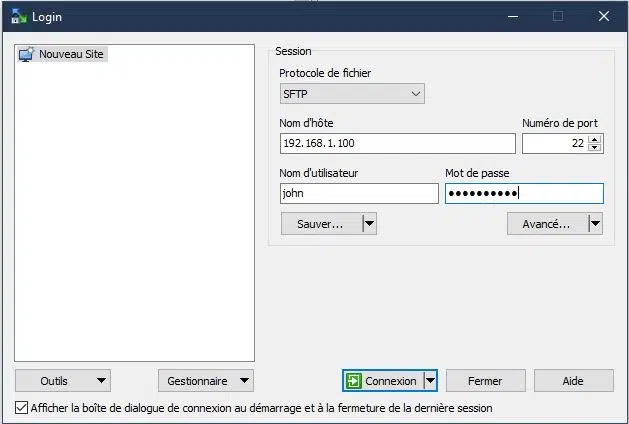 Login
Nouveau Site
Session
Protocole de fichier
SFTP
Nom d'hôte
Numéro de port
192.168.1.100
22
Nom d'utilisateur
Mot de passe
john
●●●●●●●●●●
Sauver...
Avancé...
Outils
Gestionnaire
Connexion
Fermer
Aide
Afficher la boîte de dialogue de connexion au démarrage et à la fermeture de la dernière session